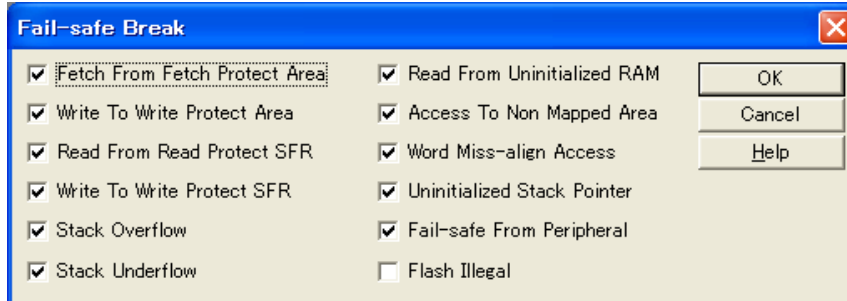 Fail-safe Break
Fetch From Fetch Protect Area
Write To Write Protect Area
Read From Read Protect SFR
Write To Write Protect SFR
Stack Overflow
Stack Underflow
Read From Uninitialized RAM
Access To Non Mapped Area
Word Miss-align Access
Uninitialized Stack Pointer
Fail-safe From Peripheral
Flash Illegal
OK
Cancel
Help